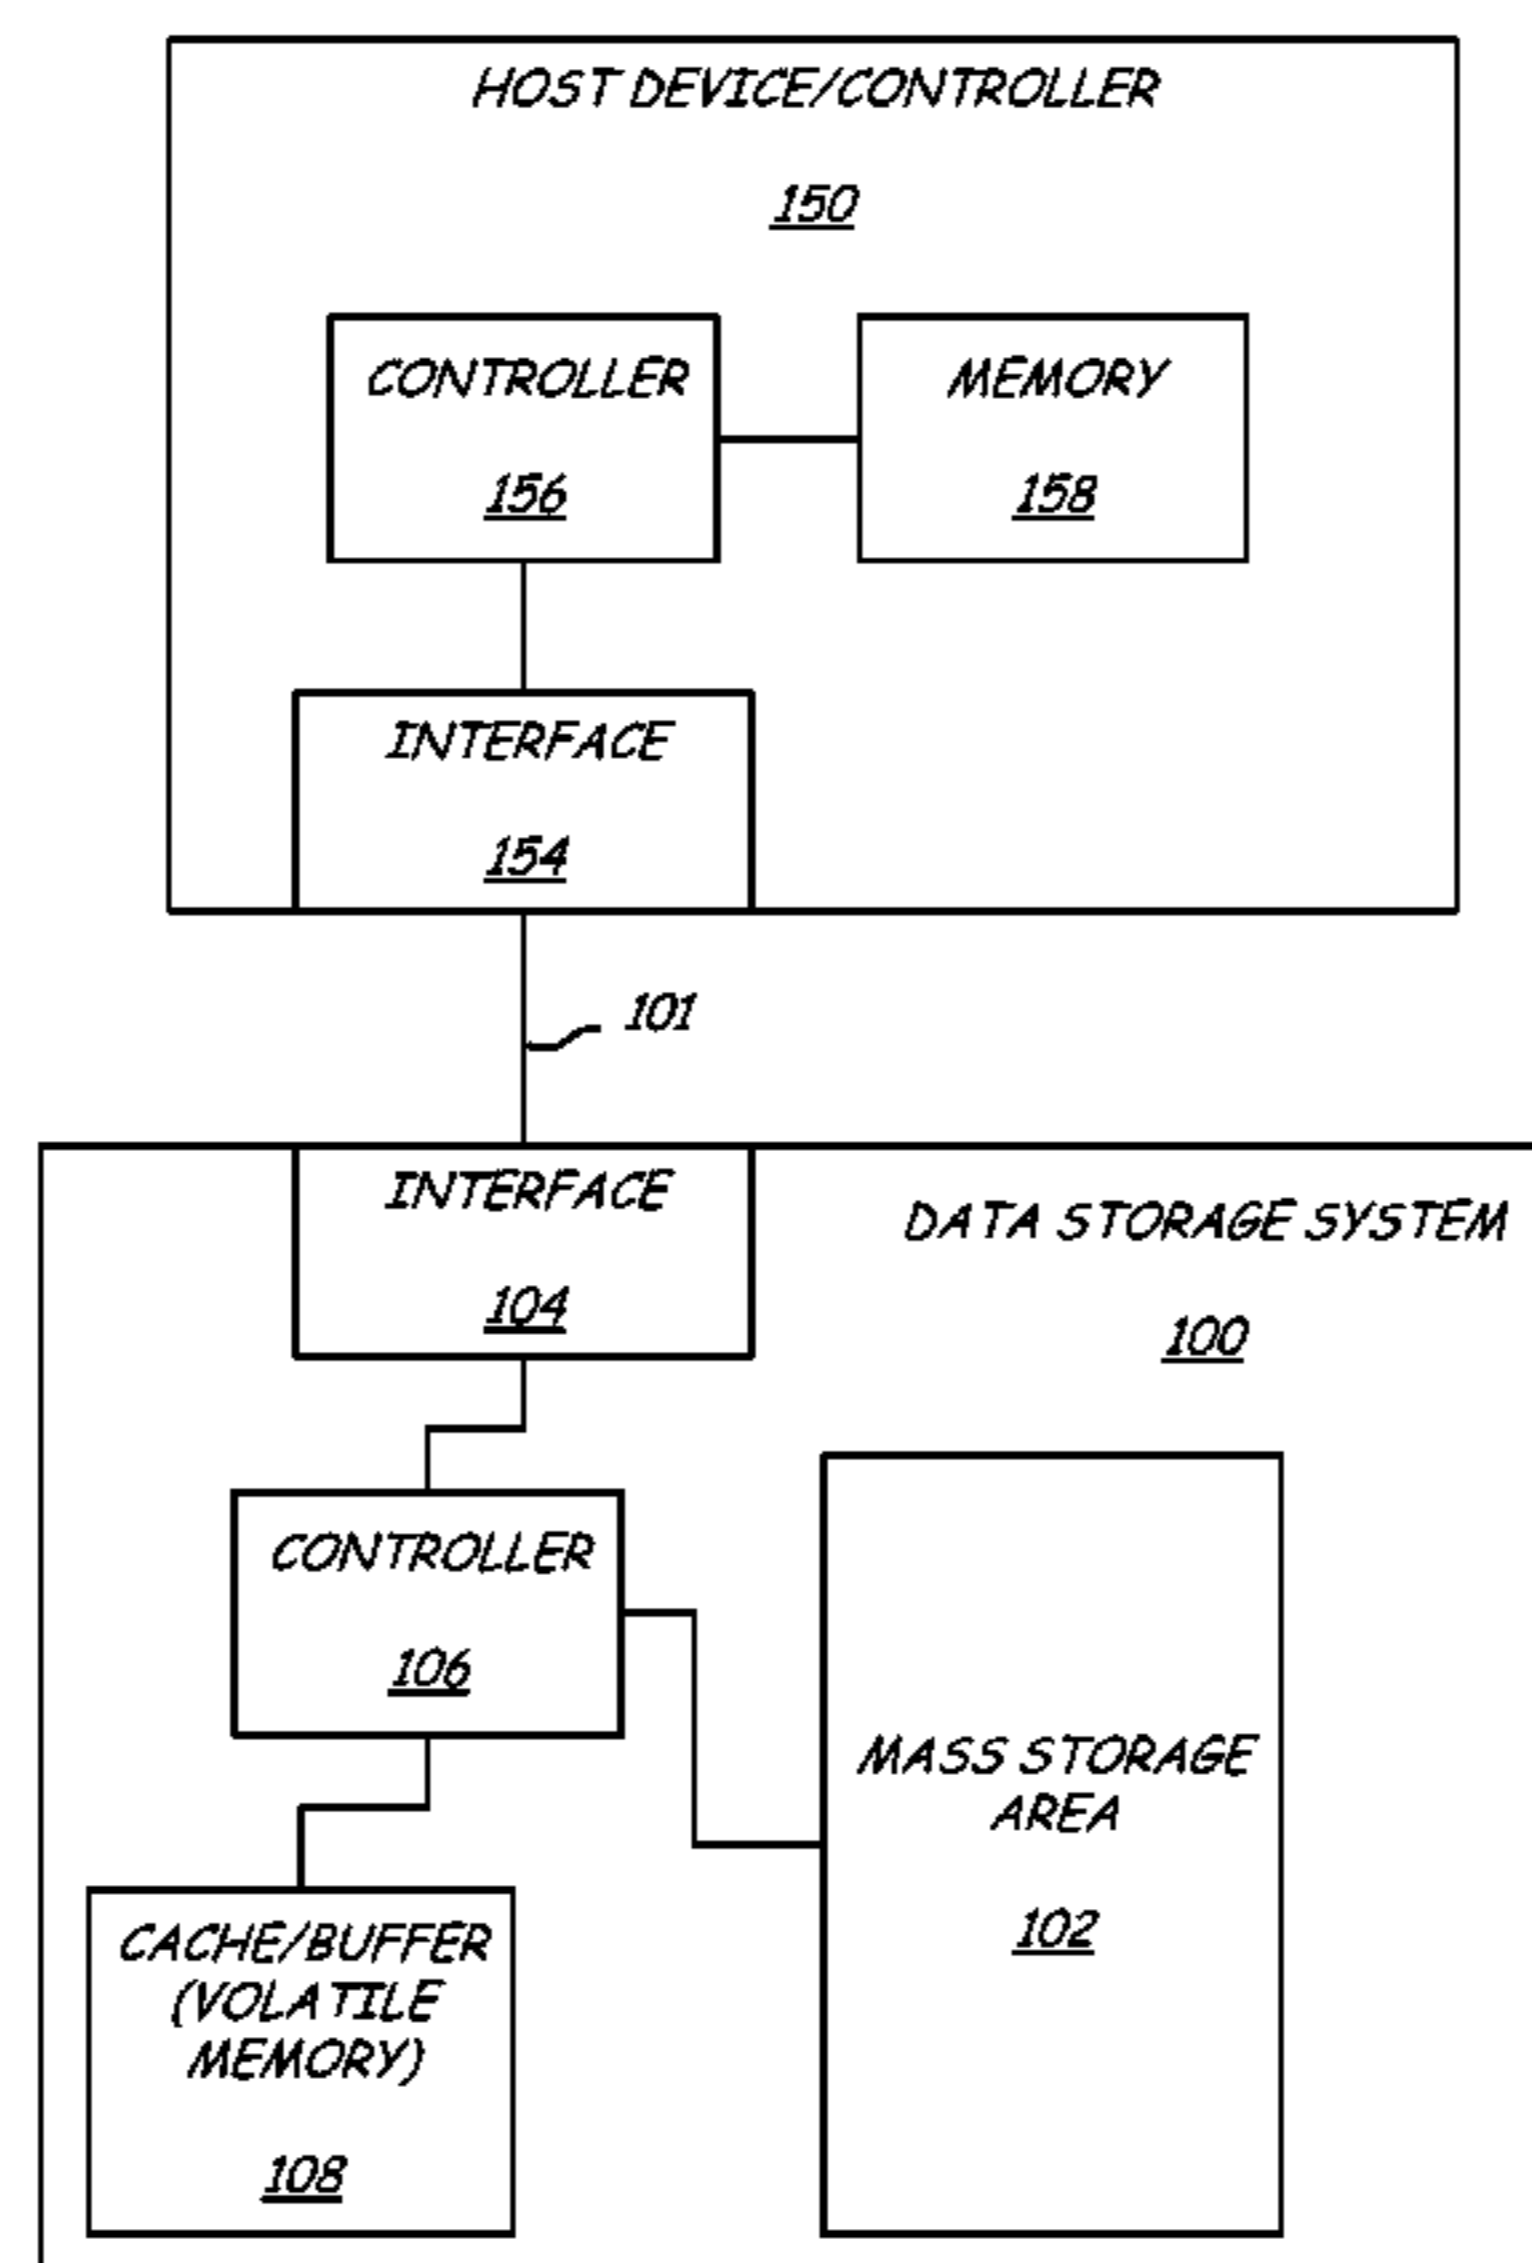 HOST DEVICE/CONTROLLER
150
CONTROLLER
156
MEMORY
158
INTERFACE
154
101
INTERFACE
104
DATA STORAGE SYSTEM
100
CONTROLLER
106
MASS STORAGE
AREA
102
CACHE/BUFFER
(VOLATILE
MEMORY)
108